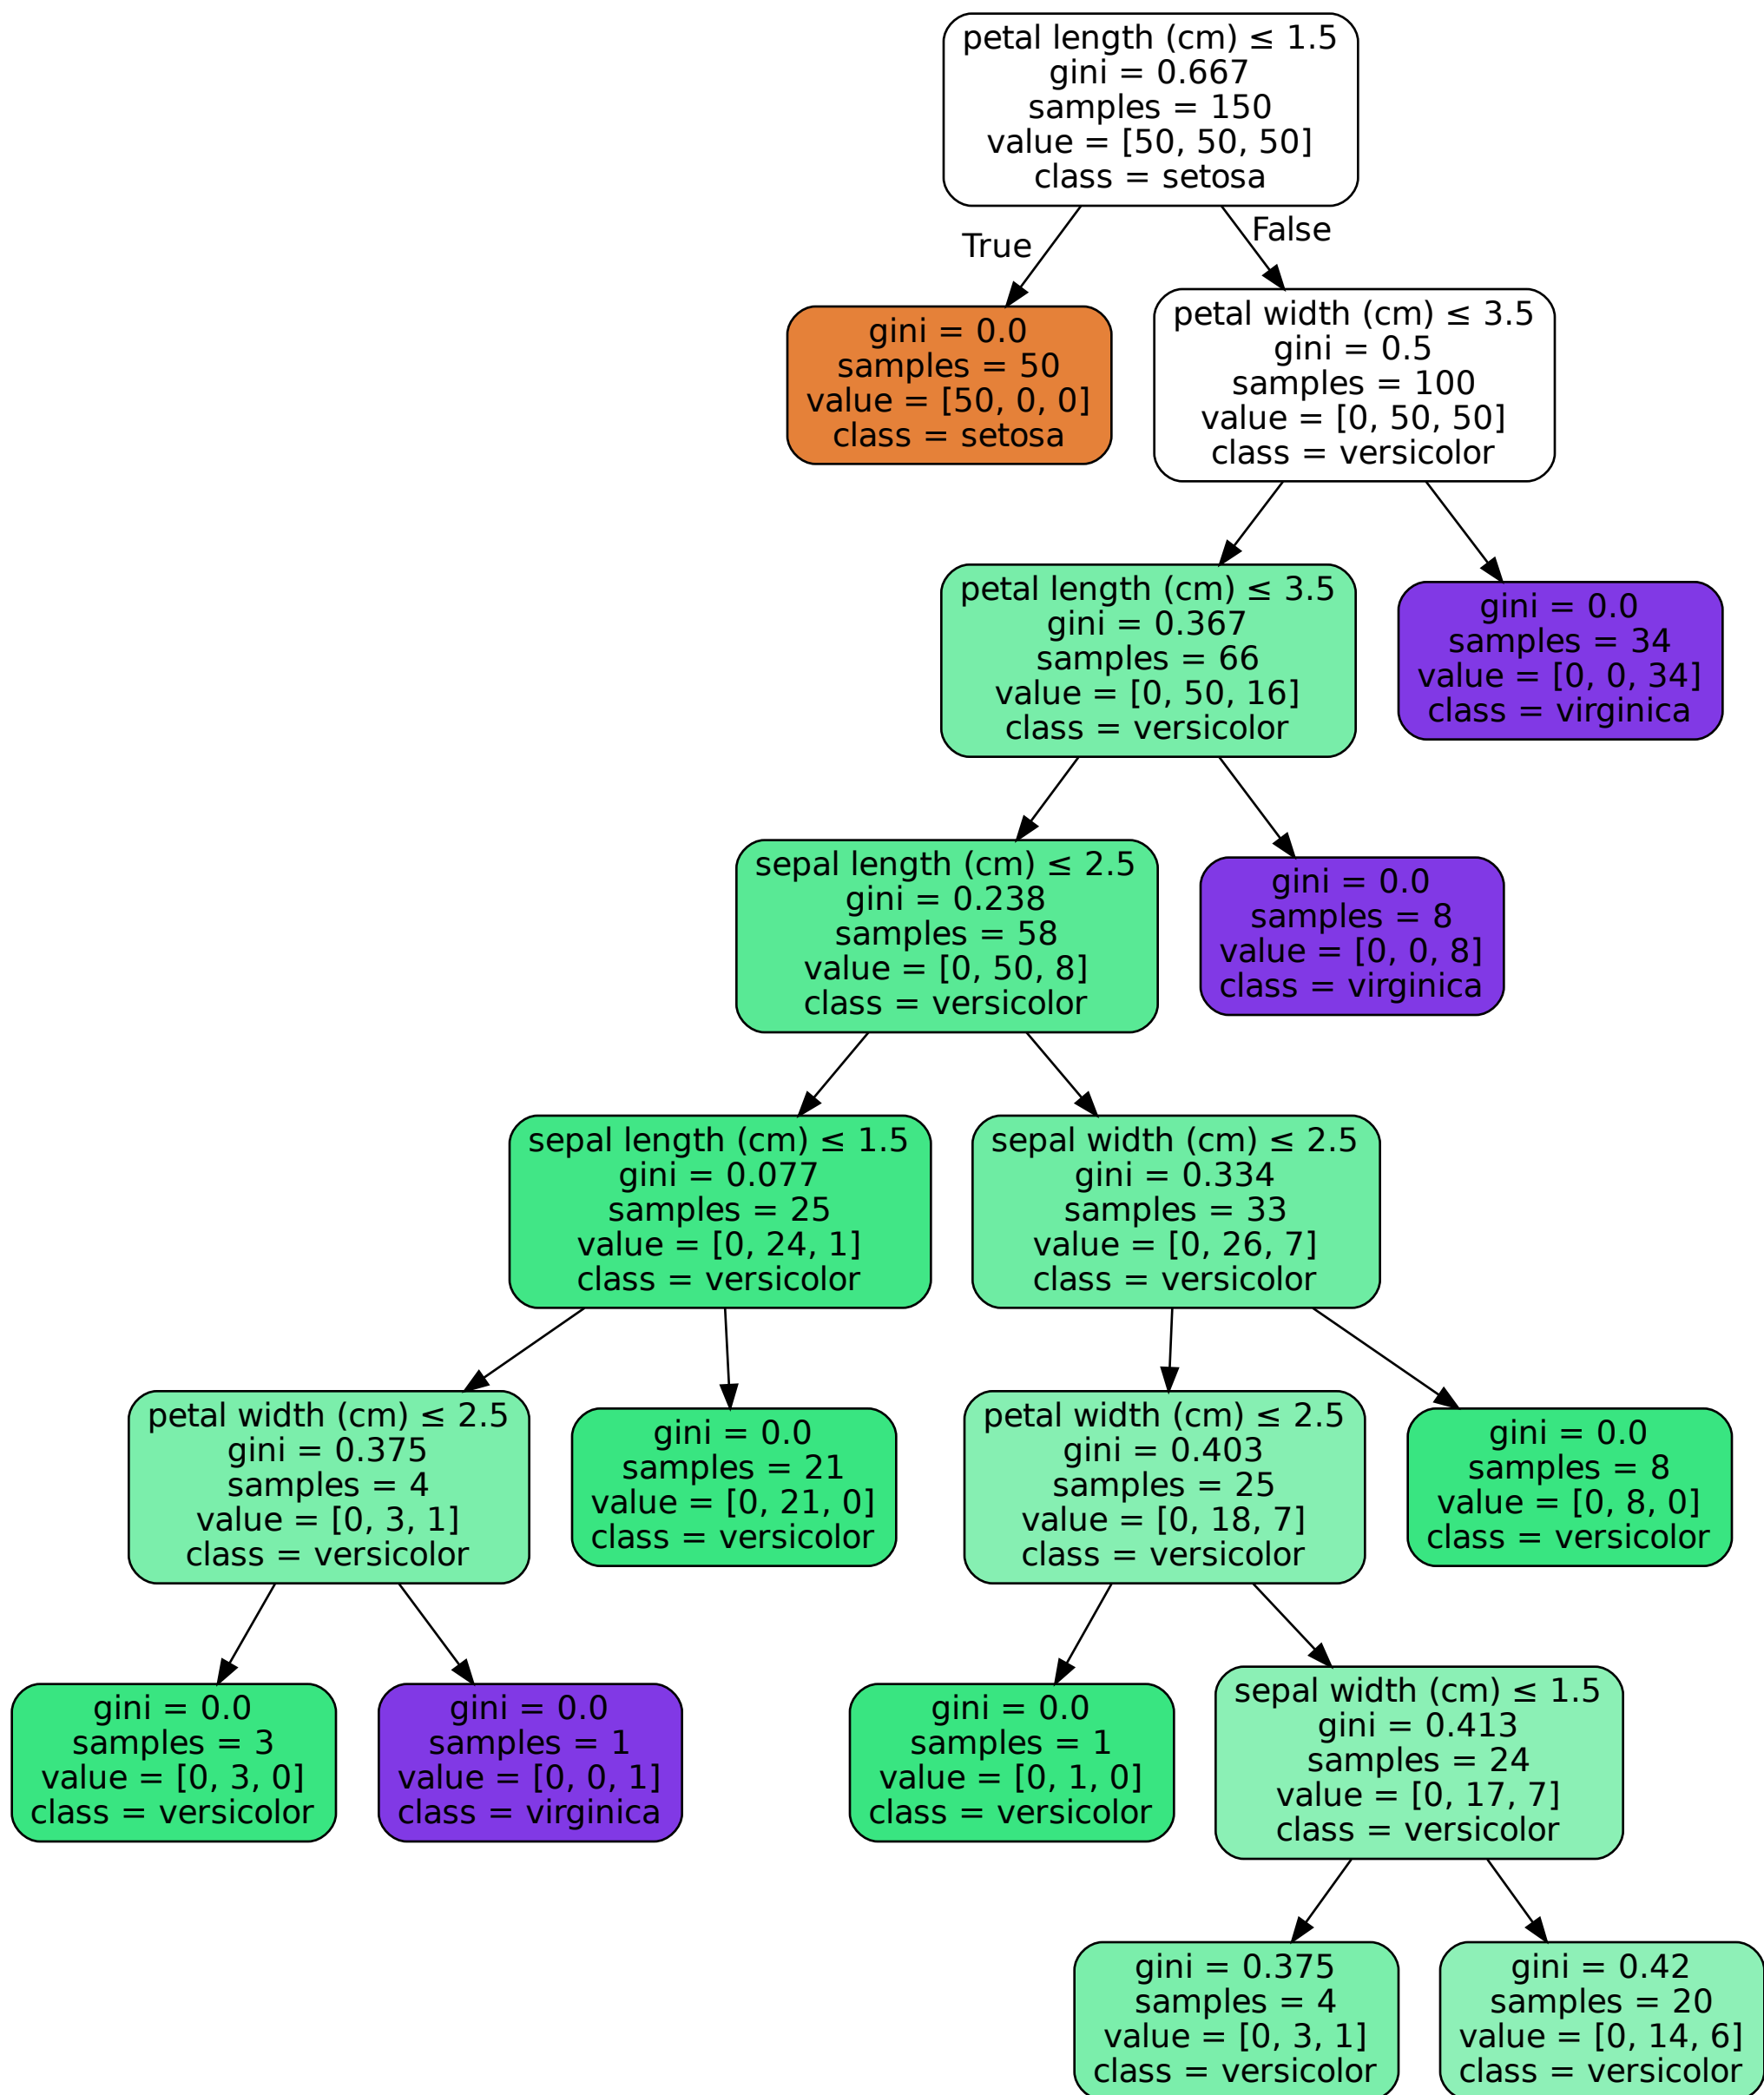 petal length (cm) ≤ 1.5
gini = 0.667
samples = 150
value = [50, 50, 50]
class = setosa
True
False
gini = 0.0
samples = 50
value = [50, 0, 0]
class = setosa
petal width (cm) ≤ 3.5
gini = 0.5
samples = 100
value = [0, 50, 50]
class = versicolor
petal length (cm) ≤ 3.5
gini = 0.367
samples = 66
value = [0, 50, 16]
class = versicolor
gini = 0.0
samples = 34
value = [0, 0, 34]
class = virginica
sepal length (cm) ≤ 2.5
gini = 0.238
samples = 58
value = [0, 50, 8]
class = versicolor
gini = 0.0
samples = 8
value = [0, 0, 8]
class = virginica
sepal length (cm) ≤ 1.5
gini = 0.077
samples = 25
value = [0, 24, 1]
class = versicolor
sepal width (cm) ≤ 2.5
gini = 0.334
samples = 33
value = [0, 26, 7]
class = versicolor
petal width (cm) ≤ 2.5
gini = 0.375
samples = 4
value = [0, 3, 1]
class = versicolor
gini = 0.0
samples = 21
value = [0, 21, 0]
class = versicolor
petal width (cm) ≤ 2.5
gini = 0.403
samples = 25
value = [0, 18, 7]
class = versicolor
gini = 0.0
samples = 8
value = [0, 8, 0]
class = versicolor
gini = 0.0
samples = 3
value = [0, 3, 0]
class = versicolor
gini = 0.0
samples = 1
value = [0, 0, 1]
class = virginica
gini = 0.0
samples = 1
value = [0, 1, 0]
class = versicolor
sepal width (cm) ≤ 1.5
gini = 0.413
samples = 24
value = [0, 17, 7]
class = versicolor
gini = 0.375
samples = 4
value = [0, 3, 1]
class = versicolor
gini = 0.42
samples = 20
value = [0, 14, 6]
class = versicolor